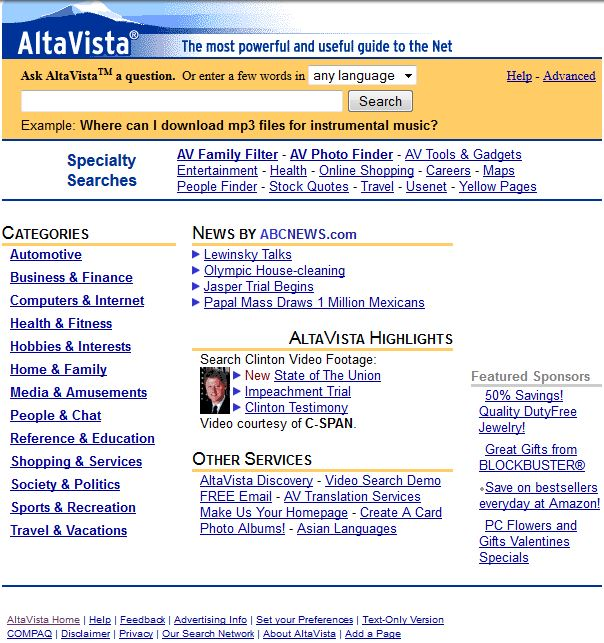 AltaVista® The most powerful and useful guide to the Net
Ask AltaVista™ a question. Or enter a few words in any language Help - Advanced
Search
Example: Where can I download mp3 files for instrumental music?
Specialty Searches
AV Family Filter - AV Photo Finder - AV Tools & Gadgets
Entertainment - Health - Online Shopping - Careers - Maps
People Finder - Stock Quotes - Travel - Usenet - Yellow Pages
CATEGORIES
Automotive
Business & Finance
Computers & Internet
Health & Fitness
Hobbies & Interests
Home & Family
Media & Amusements
People & Chat
Reference & Education
Shopping & Services
Society & Politics
Sports & Recreation
Travel & Vacations
NEWS BY ABCNEWS.com
Lewinsky Talks
Olympic House-cleaning
Jasper Trial Begins
Papal Mass Draws 1 Million Mexicans
ALTAVISTA HIGHLIGHTS
Search Clinton Video Footage:
New State of The Union
Impeachment Trial
Clinton Testimony
Video courtesy of C-SPAN.
OTHER SERVICES
AltaVista Discovery - Video Search Demo
FREE Email - AV Translation Services
Make Us Your Homepage - Create A Card
Photo Albums! - Asian Languages
Featured Sponsors
50% Savings!
Quality DutyFree
Jewelry!
Great Gifts from
BLOCKBUSTER®
Save on bestsellers
everyday at Amazon!
PC Flowers and
Gifts Valentines
Specials
AltaVista Home | Help | Feedback | Advertising Info | Set your Preferences | Text-Only Version
COMPAQ | Disclaimer | Privacy | Our Search Network | About AltaVista | Add a Page